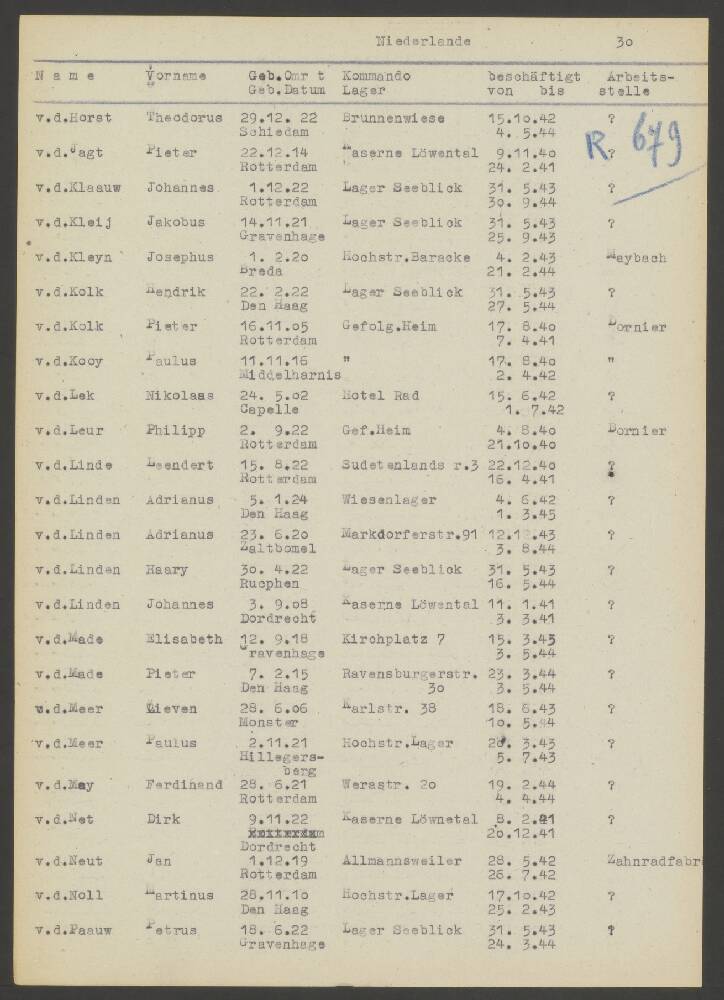 Niederlande 30
Name Vorname Geb.Omr t Kommando beschäftigt Arbeits-
Geb.Datum Lager von bis stelle
v.d.Horst Theodorus 29.12. 22 Brunnenwiese 15.10.42 ?
Schiedam 4. 5.44
R 679
v.d.Jagt Pieter 22.12.14 Kaserne Löwental 9.11.40 ?
Rotterdam 24. 2.41
v.d.Klaauw Johannes 1.12.22 Lager Seeblick 31. 5.43 ?
Rotterdam 30. 9.44
v.d.Kleij Jakobus 14.11.21 Lager Seeblick 31. 5.43 ?
Gravenhage 25. 9.43
v.d.Kleyn Josephus 1. 2.20 Hochstr.Baracke 4. 2.43 Maybach
Breda 21. 2.44
v.d.Kolk Hendrik 22. 2.22 Lager Seeblick 31. 5.43 ?
Den Haag 27. 5.44
v.d.Kolk Pieter 16.11.05 Gefolg.Heim 17. 8.40 Dornier
Rotterdam 7. 4.41
v.d.Kooy Paulus 11.11.16 " 17. 8.40 "
Middelharnis 2. 4.42
v.d.Lek Nikolaas 24. 5.02 Hotel Rad 15. 6.42 ?
Capelle 1. 7.42
v.d.Leur Philipp 2. 9.22 Gef.Heim 4. 8.40 Dornier
Rotterdam 21.10.40
v.d.Linde Leendert 15. 8.22 Sudetenlands r.3 22.12.40 ?
Rotterdam 16. 4.41
v.d.Linden Adrianus 5. 1.24 Wiesenlager 4. 6.42 ?
Den Haag 1. 3.45
v.d.Linden Adrianus 23. 6.20 Markdorferstr.91 12.12.43 ?
Zaltbomel 3. 8.44
v.d.Linden Haary 30. 4.22 Lager Seeblick 31. 5.43 ?
Rucphen 16. 5.44
v.d.Linden Johannes 3. 9.08 Kaserne Löwental 11. 1.41 ?
Dordrecht 3. 3.41
v.d.Made Elisabeth 12. 9.18 Kirchplatz 7 15. 3.43 ?
Gravenhage 3. 5.44
v.d.Made Pieter 7. 2.15 Ravensburgerstr. 23. 3.44 ?
Den Haag 30 3. 5.44
v.d.Meer Lieven 28. 6.06 Karlstr. 38 18. 8.43 ?
Monster 10. 5.44
v.d.Meer Paulus 2.11.21 Hochstr.Lager 28. 3.43 ?
Hillegers- 5. 7.43
berg
v.d.Mey Ferdinand 28. 6.21 Werastr. 20 19. 2.44 ?
Rotterdam 4. 4.44
v.d.Net Dirk 9.11.22 Kaserne Löwnetal 8. 2.41 ?
20.12.41
Dordrecht
v.d.Neut Jan 1.12.19 Allmannsweiler 28. 5.42 Zahnradfabr
Rotterdam 26. 7.42
v.d.Noll Martinus 28.11.10 Hochstr.Lager 17.10.42 ?
Den Haag 25. 2.43
v.d.Paauw Petrus 18. 6.22 Lager Seeblick 31. 5.43 ?
Gravenhage 24. 3.44